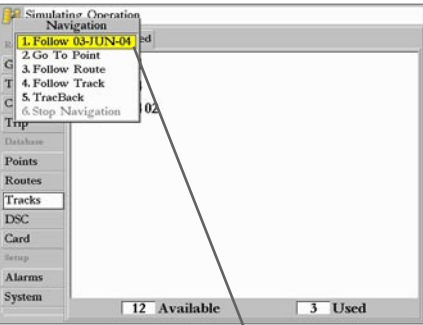 Simulating Operation
Navigation
1. Follow 03-JUN-04
2. Go To Point
3. Follow Route
4. Follow Track
5. TracBack
6. Stop Navigation
ed
02
G
T
C
Trip
Database
Points
Routes
Tracks
DSC
Card
Setup
Alarms
System
12 Available
3 Used